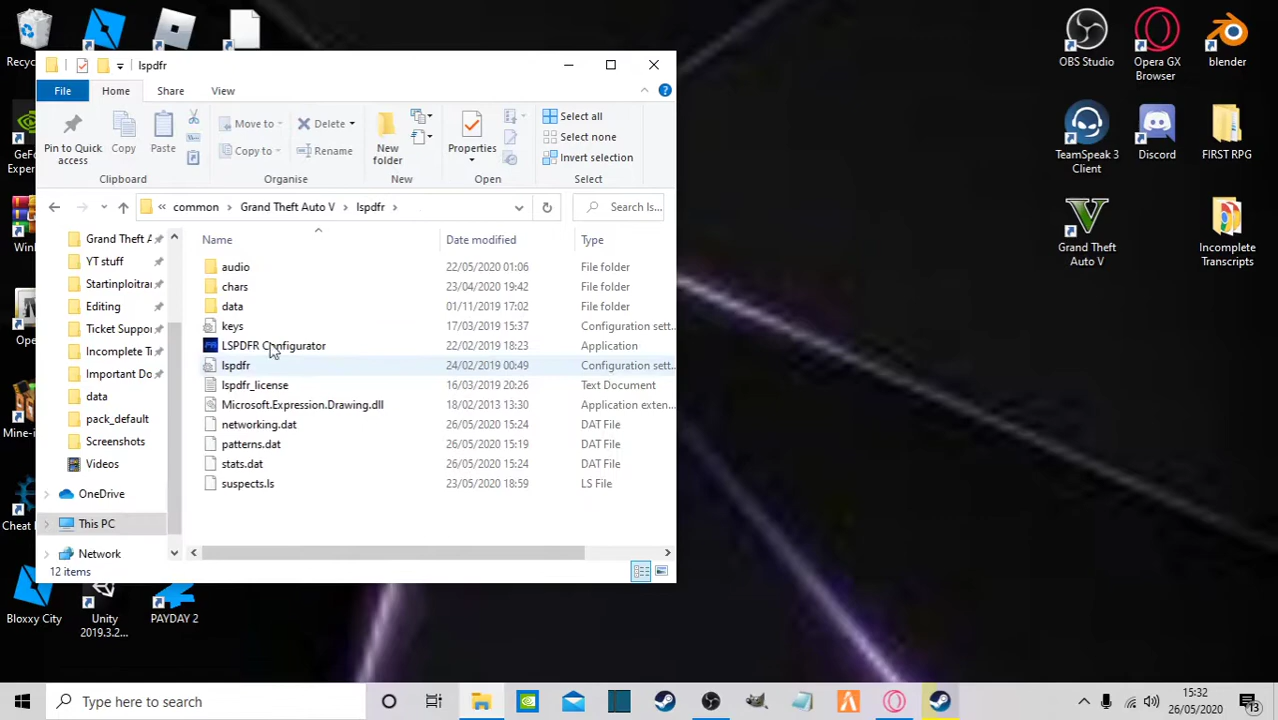 Recyc
OBS Studio
Opera GX
Browser
blender
TeamSpeak 3
Client
Discord
FIRST RPG
Grand Theft
Auto V
Incomplete
Transcripts
GeFo
Experi
Win
Mine-i
Cheat
Bloxxy City
Unity
2019.3.2...
PAYDAY 2
lspdfr
File
Home
Share
View
Pin to Quick
access
Copy
Paste
Clipboard
Move to
Copy to
Delete
Rename
Organise
New
folder
New
Properties
Open
Select all
Select none
Invert selection
Select
« common > Grand Theft Auto V > lspdfr >
Search ls...
Grand Theft A
YT stuff
Startinploitra
Editing
Ticket Suppor
Incomplete Ti
Important Do
data
pack_default
Screenshots
Videos
OneDrive
This PC
Network
Name Date modified Type
audio 22/05/2020 01:06 File folder
chars 23/04/2020 19:42 File folder
data 01/11/2019 17:02 File folder
keys 17/03/2019 15:37 Configuration sett...
LSPDFR Configurator 22/02/2019 18:23 Application
lspdfr 24/02/2019 00:49 Configuration sett...
lspdfr_license 16/03/2019 20:26 Text Document
Microsoft.Expression.Drawing.dll 18/02/2013 13:30 Application exten...
networking.dat 26/05/2020 15:24 DAT File
patterns.dat 26/05/2020 15:19 DAT File
stats.dat 26/05/2020 15:24 DAT File
suspects.ls 23/05/2020 18:59 LS File
12 items
Type here to search
15:32
26/05/2020
13